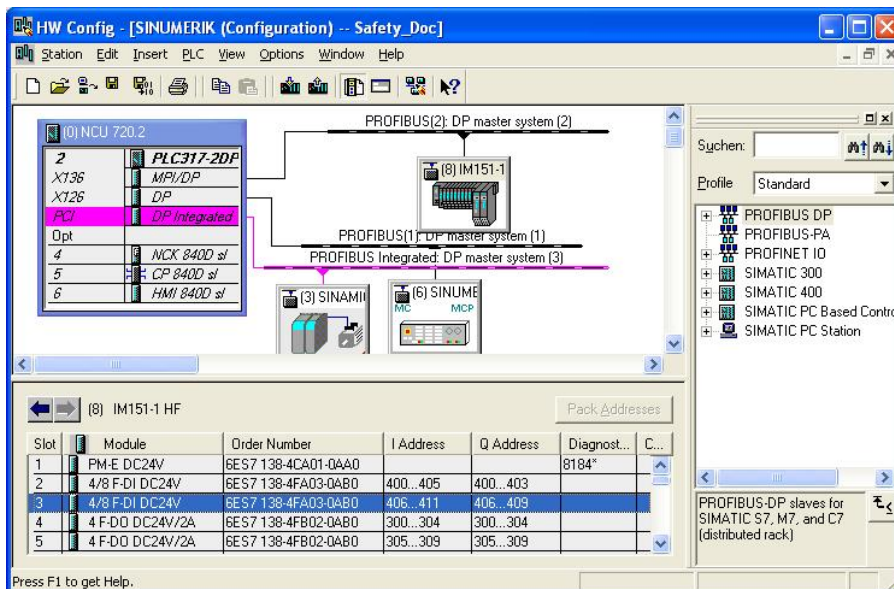 HW Config - [SINUMERIK (Configuration) -- Safety_Doc]
Station Edit Insert PLC View Options Window Help
(0) NCU 720.2
2 PLC317-2DP
X136 MPI/DP
X126 DP
PCI DP Integrated
Opt
4 NCK 840D sl
5 CP 840D sl
6 HMI 840D sl
PROFIBUS(2): DP master system (2)
(8) IM151-1
PROFIBUS(1): DP master system (1)
PROFIBUS Integrated: DP master system (3)
(3) SINAMI
(6) SINUME
MC MCP
Suchen:
Profile Standard
PROFIBUS DP
PROFIBUS-PA
PROFINET IO
SIMATIC 300
SIMATIC 400
SIMATIC PC Based Contro
SIMATIC PC Station
(8) IM151-1 HF
Pack Addresses
Slot Module Order Number I Address Q Address Diagnost... C...
1 PM-E DC24V 6ES7 138-4CA01-0AA0 8184*
2 4/8 F-DI DC24V 6ES7 138-4FA03-0AB0 400...405 400...403
3 4/8 F-DI DC24V 6ES7 138-4FA03-0AB0 406...411 406...409
4 4 F-DO DC24V/2A 6ES7 138-4FB02-0AB0 300...304 300...304
5 4 F-DO DC24V/2A 6ES7 138-4FB02-0AB0 305...309 305...309
PROFIBUS-DP slaves for
SIMATIC S7, M7, and C7
(distributed rack)
Press F1 to get Help.